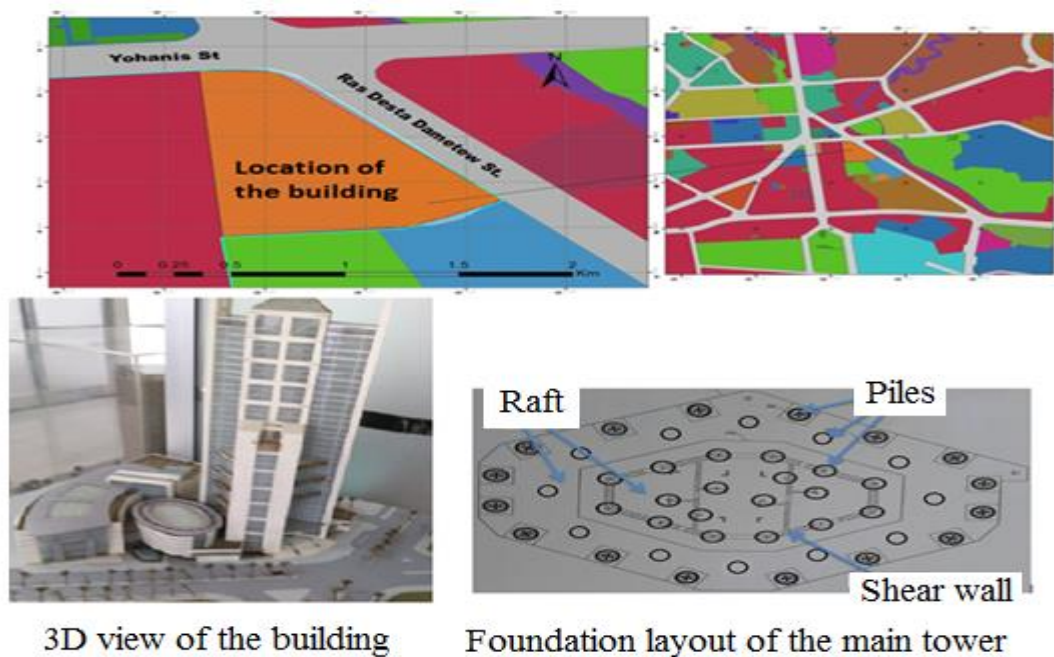 Yohanis St
N
Ras Desta Dametew St.
Location of
the building
0 0.25 0.5 1 1.5 2
Km
Raft
Piles
Shear wall
3D view of the building
Foundation layout of the main tower